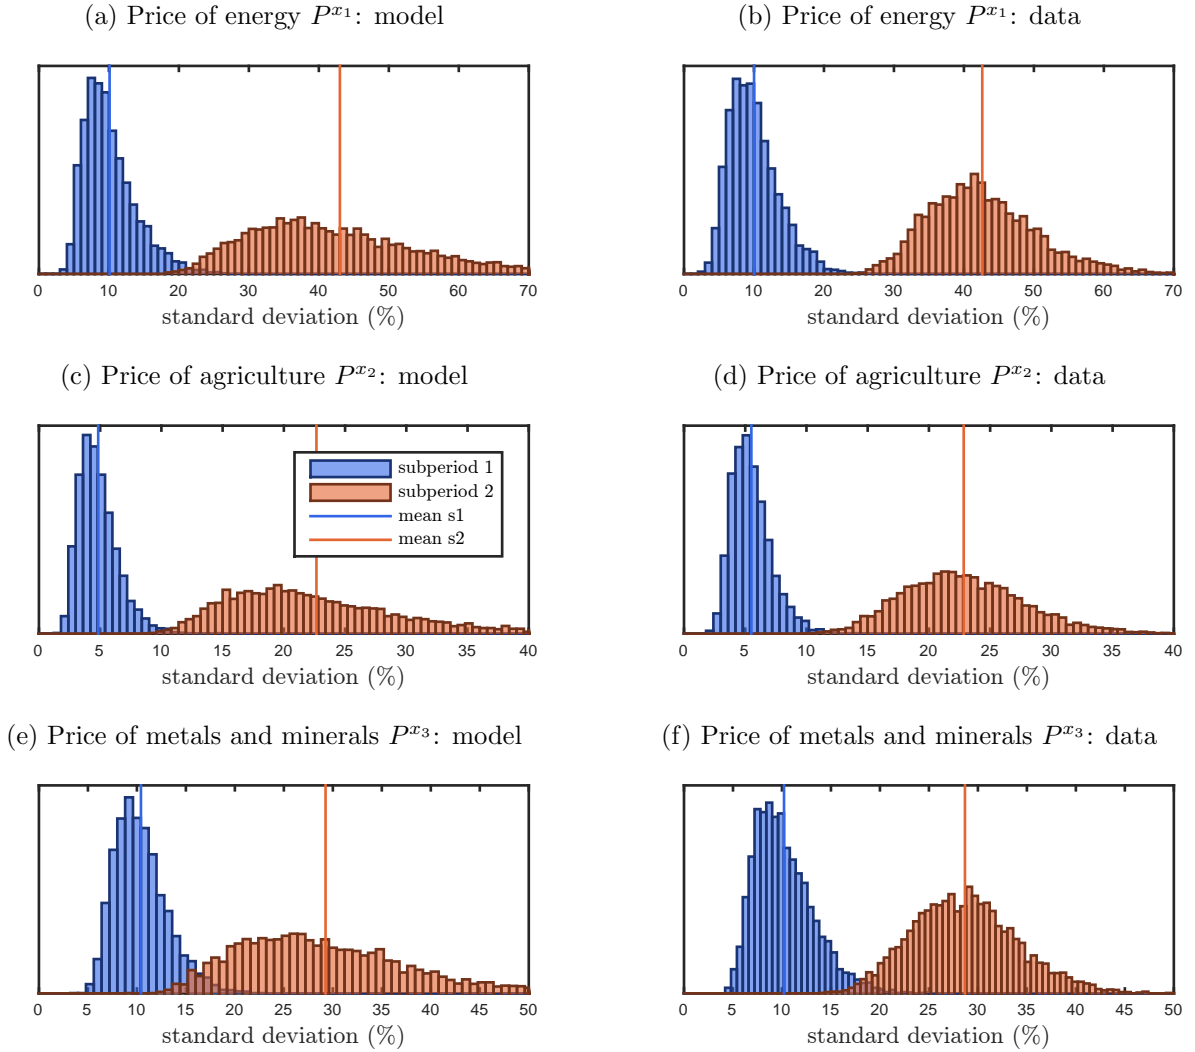 (a) Price of energy P^{x_1}: model
(b) Price of energy P^{x_1}: data
0 10 20 30 40 50 60 70
standard deviation (%)
0 10 20 30 40 50 60 70
standard deviation (%)
(c) Price of agriculture P^{x_2}: model
(d) Price of agriculture P^{x_2}: data
subperiod 1
subperiod 2
mean s1
mean s2
0 5 10 15 20 25 30 35 40
standard deviation (%)
0 5 10 15 20 25 30 35 40
standard deviation (%)
(e) Price of metals and minerals P^{x_3}: model
(f) Price of metals and minerals P^{x_3}: data
0 5 10 15 20 25 30 35 40 45 50
standard deviation (%)
0 5 10 15 20 25 30 35 40 45 50
standard deviation (%)